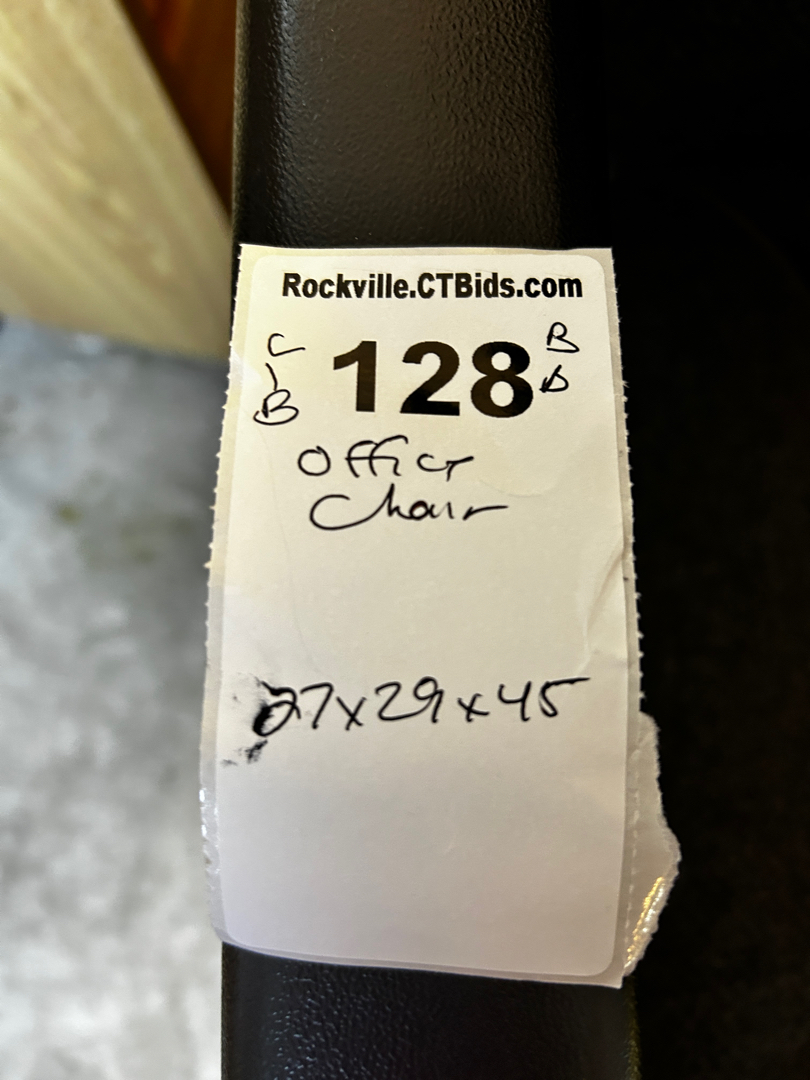 Rockville.CTBids.com
C B
128
B
B
Office
Chair
27x29x45